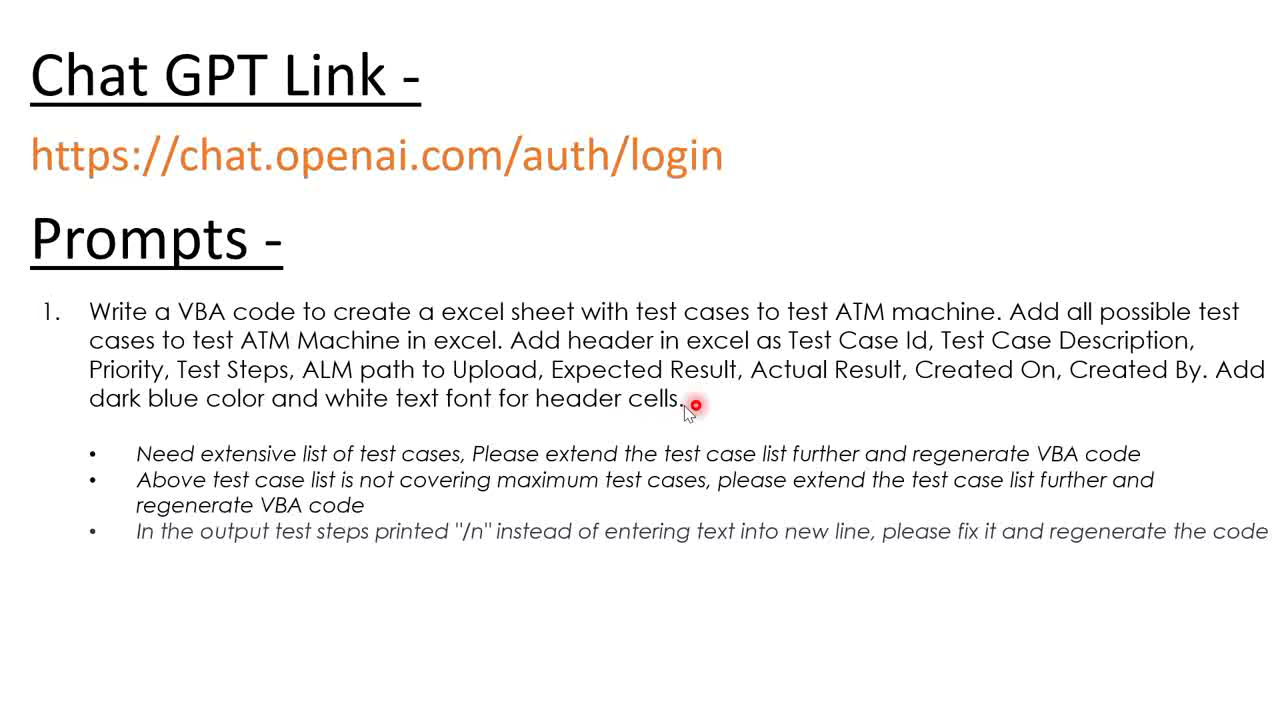 Chat GPT Link -
https://chat.openai.com/auth/login
Prompts -
1. Write a VBA code to create a excel sheet with test cases to test ATM machine. Add all possible test
cases to test ATM Machine in excel. Add header in excel as Test Case Id, Test Case Description,
Priority, Test Steps, ALM path to Upload, Expected Result, Actual Result, Created On, Created By. Add
dark blue color and white text font for header cells.
• Need extensive list of test cases, Please extend the test case list further and regenerate VBA code
• Above test case list is not covering maximum test cases, please extend the test case list further and
regenerate VBA code
• In the output test steps printed "/n" instead of entering text into new line, please fix it and regenerate the code